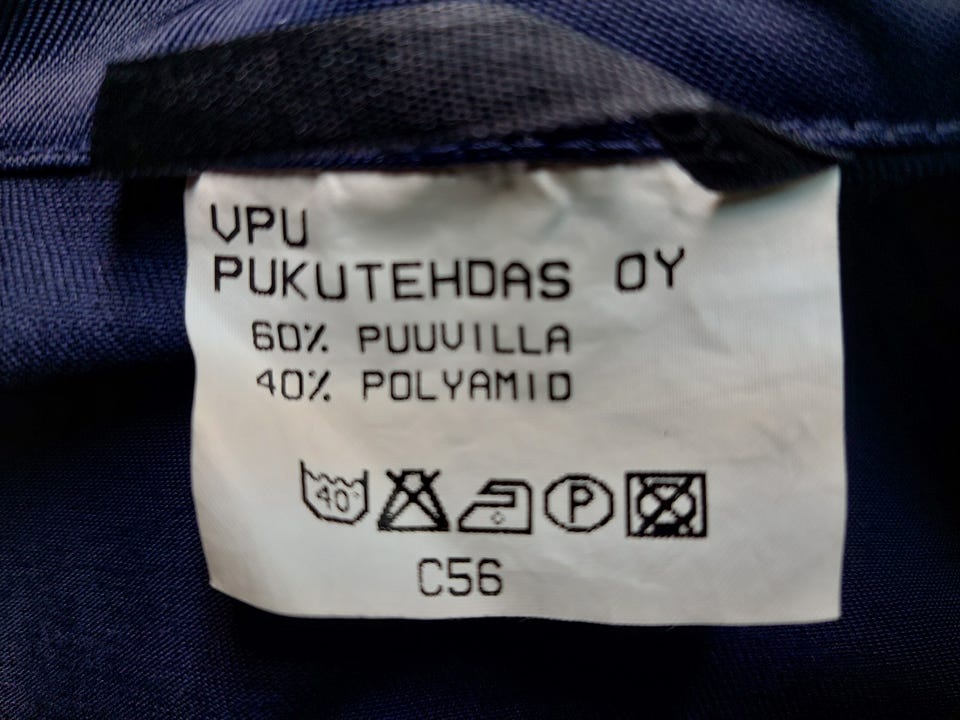 VPU
PUKUTEHDAS OY
60% PUUVILLA
40% POLYAMID
40° P
C56